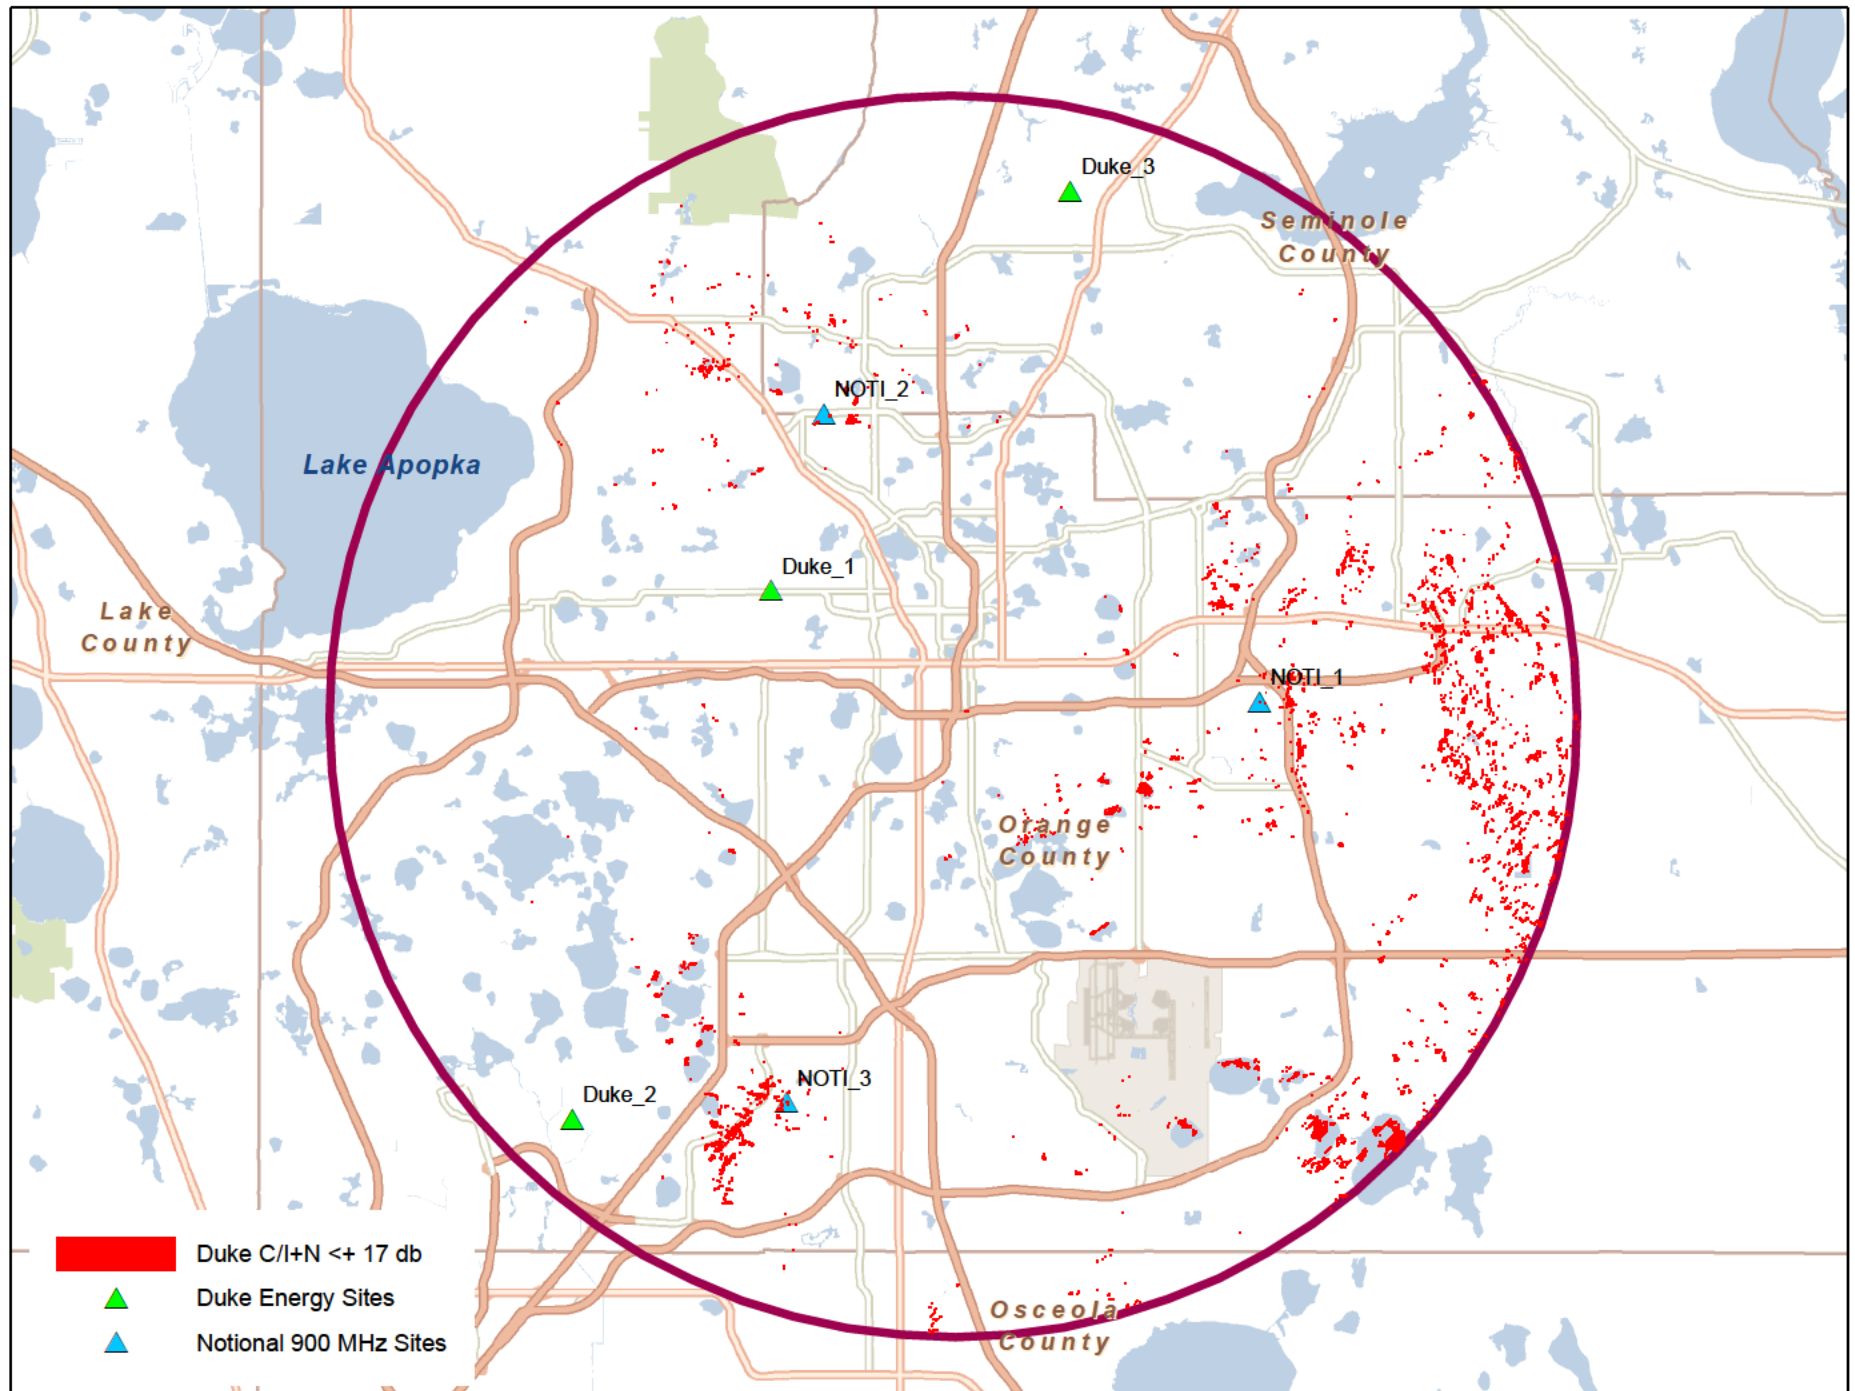 Duke_3
Seminole
County
NOTI_2
Lake Apopka
Duke_1
Lake
County
NOTI_1
Orange
County
NOTI_3
Duke_2
Duke C/I+N <+ 17 db
Duke Energy Sites
Notional 900 MHz Sites
Osceola
County